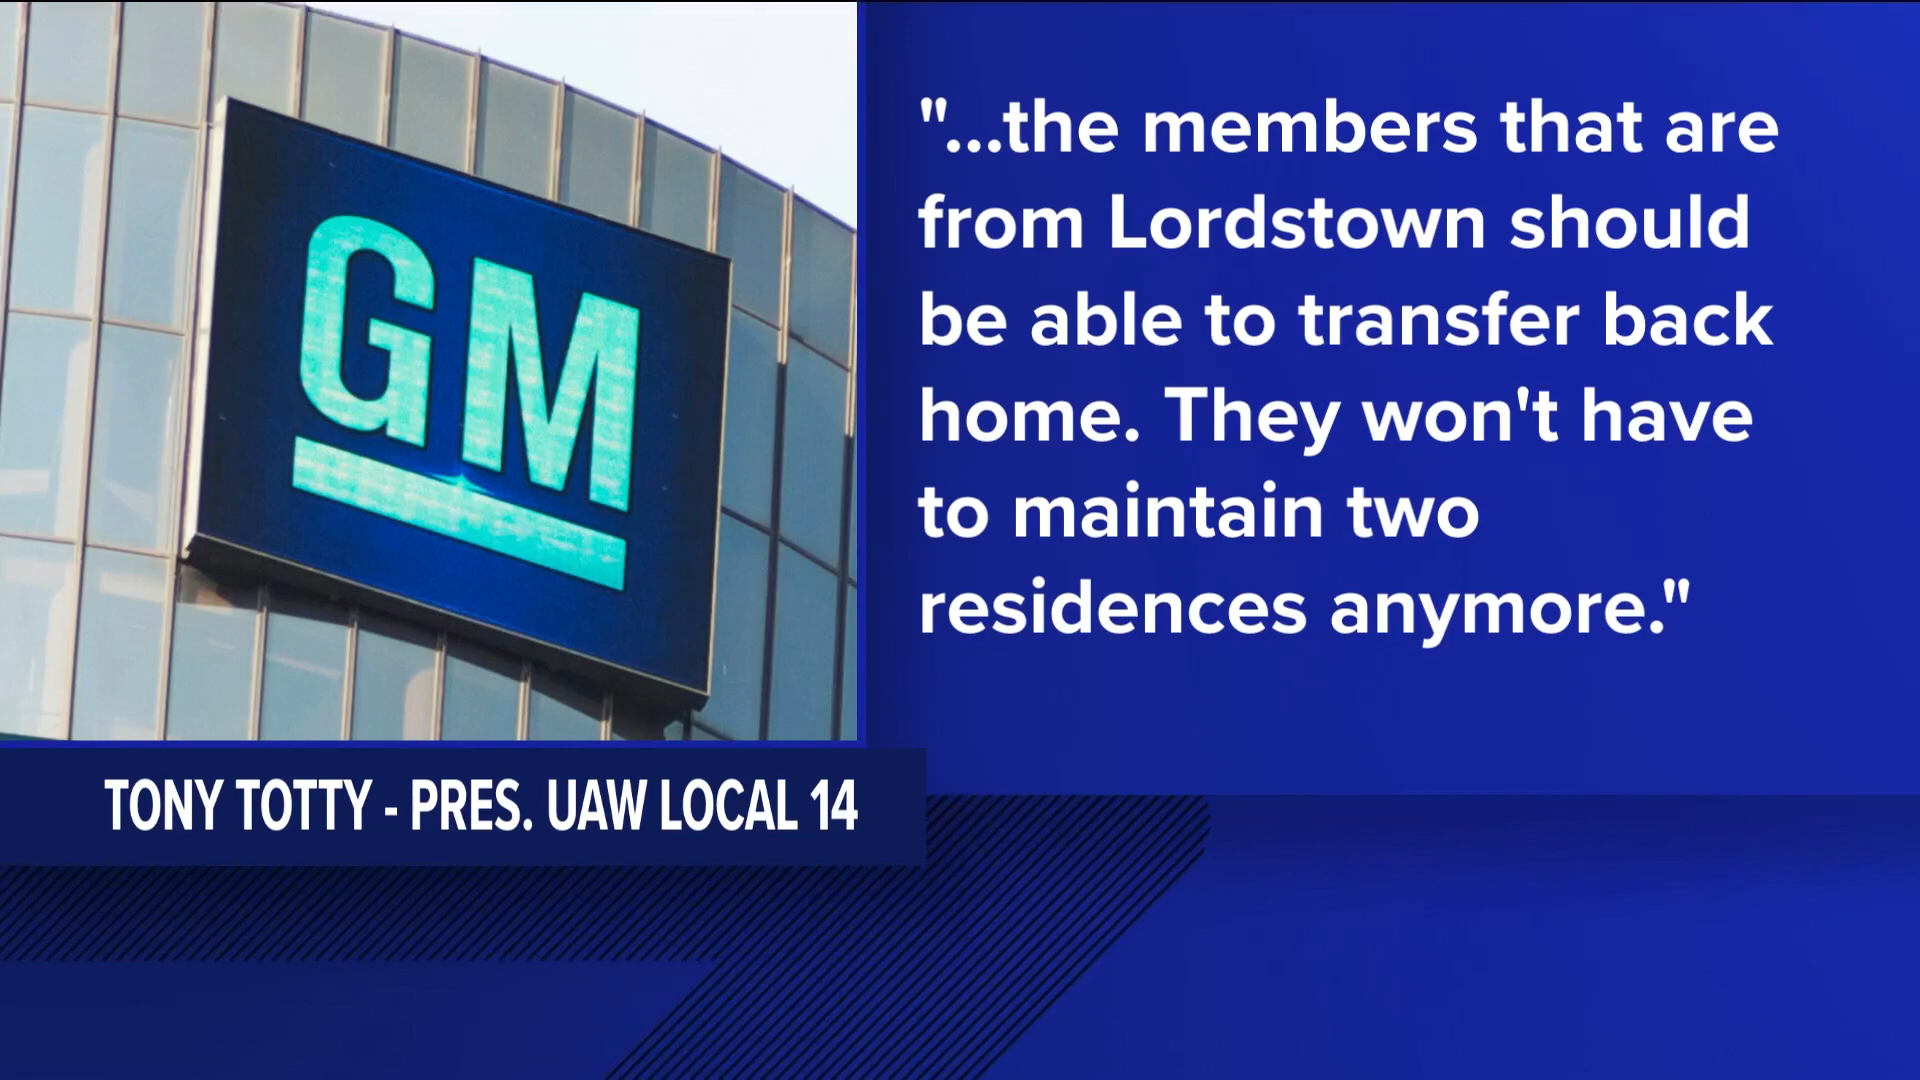 GM
"...the members that are
from Lordstown should
be able to transfer back
home. They won't have
to maintain two
residences anymore."
TONY TOTTY - PRES. UAW LOCAL 14